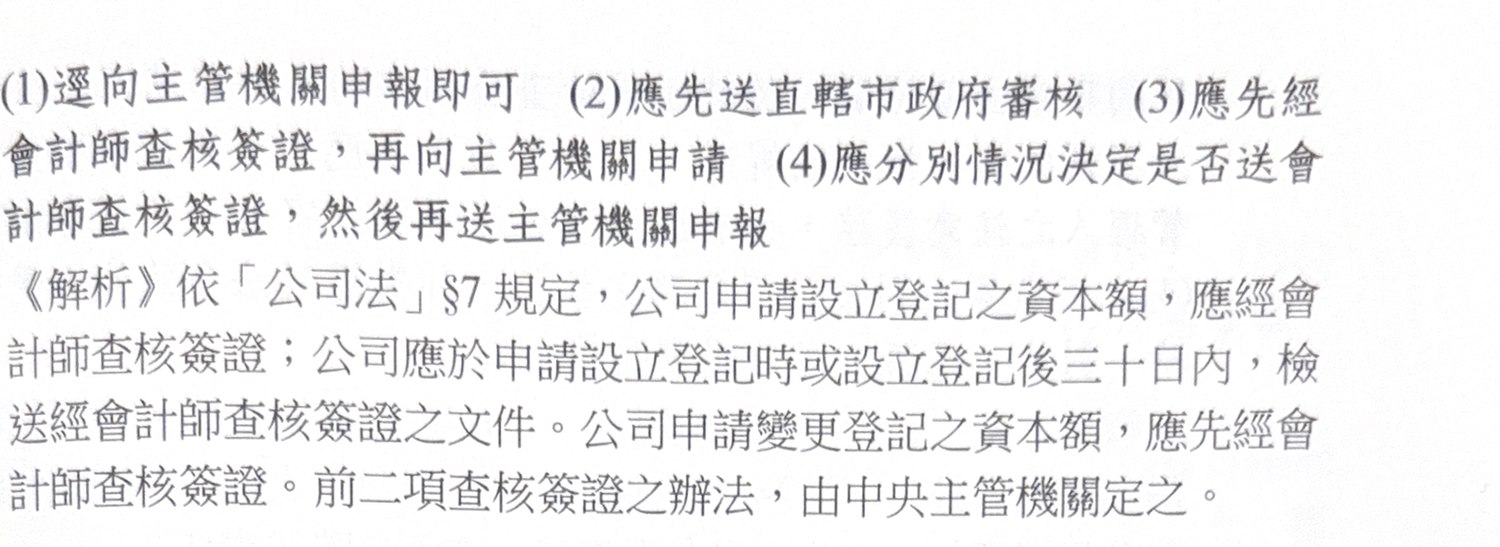 (1)逕向主管機關申報即可　(2)應先送直轄市政府審核　(3)應先經
會計師查核簽證，再向主管機關申請　(4)應分別情況決定是否送會
計師查核簽證，然後再送主管機關申報
《解析》依「公司法」§7 規定，公司申請設立登記之資本額，應經會
計師查核簽證；公司應於申請設立登記時或設立登記後三十日內，檢
送經會計師查核簽證之文件。公司申請變更登記之資本額，應先經會
計師查核簽證。前二項查核簽證之辦法，由中央主管機關定之。